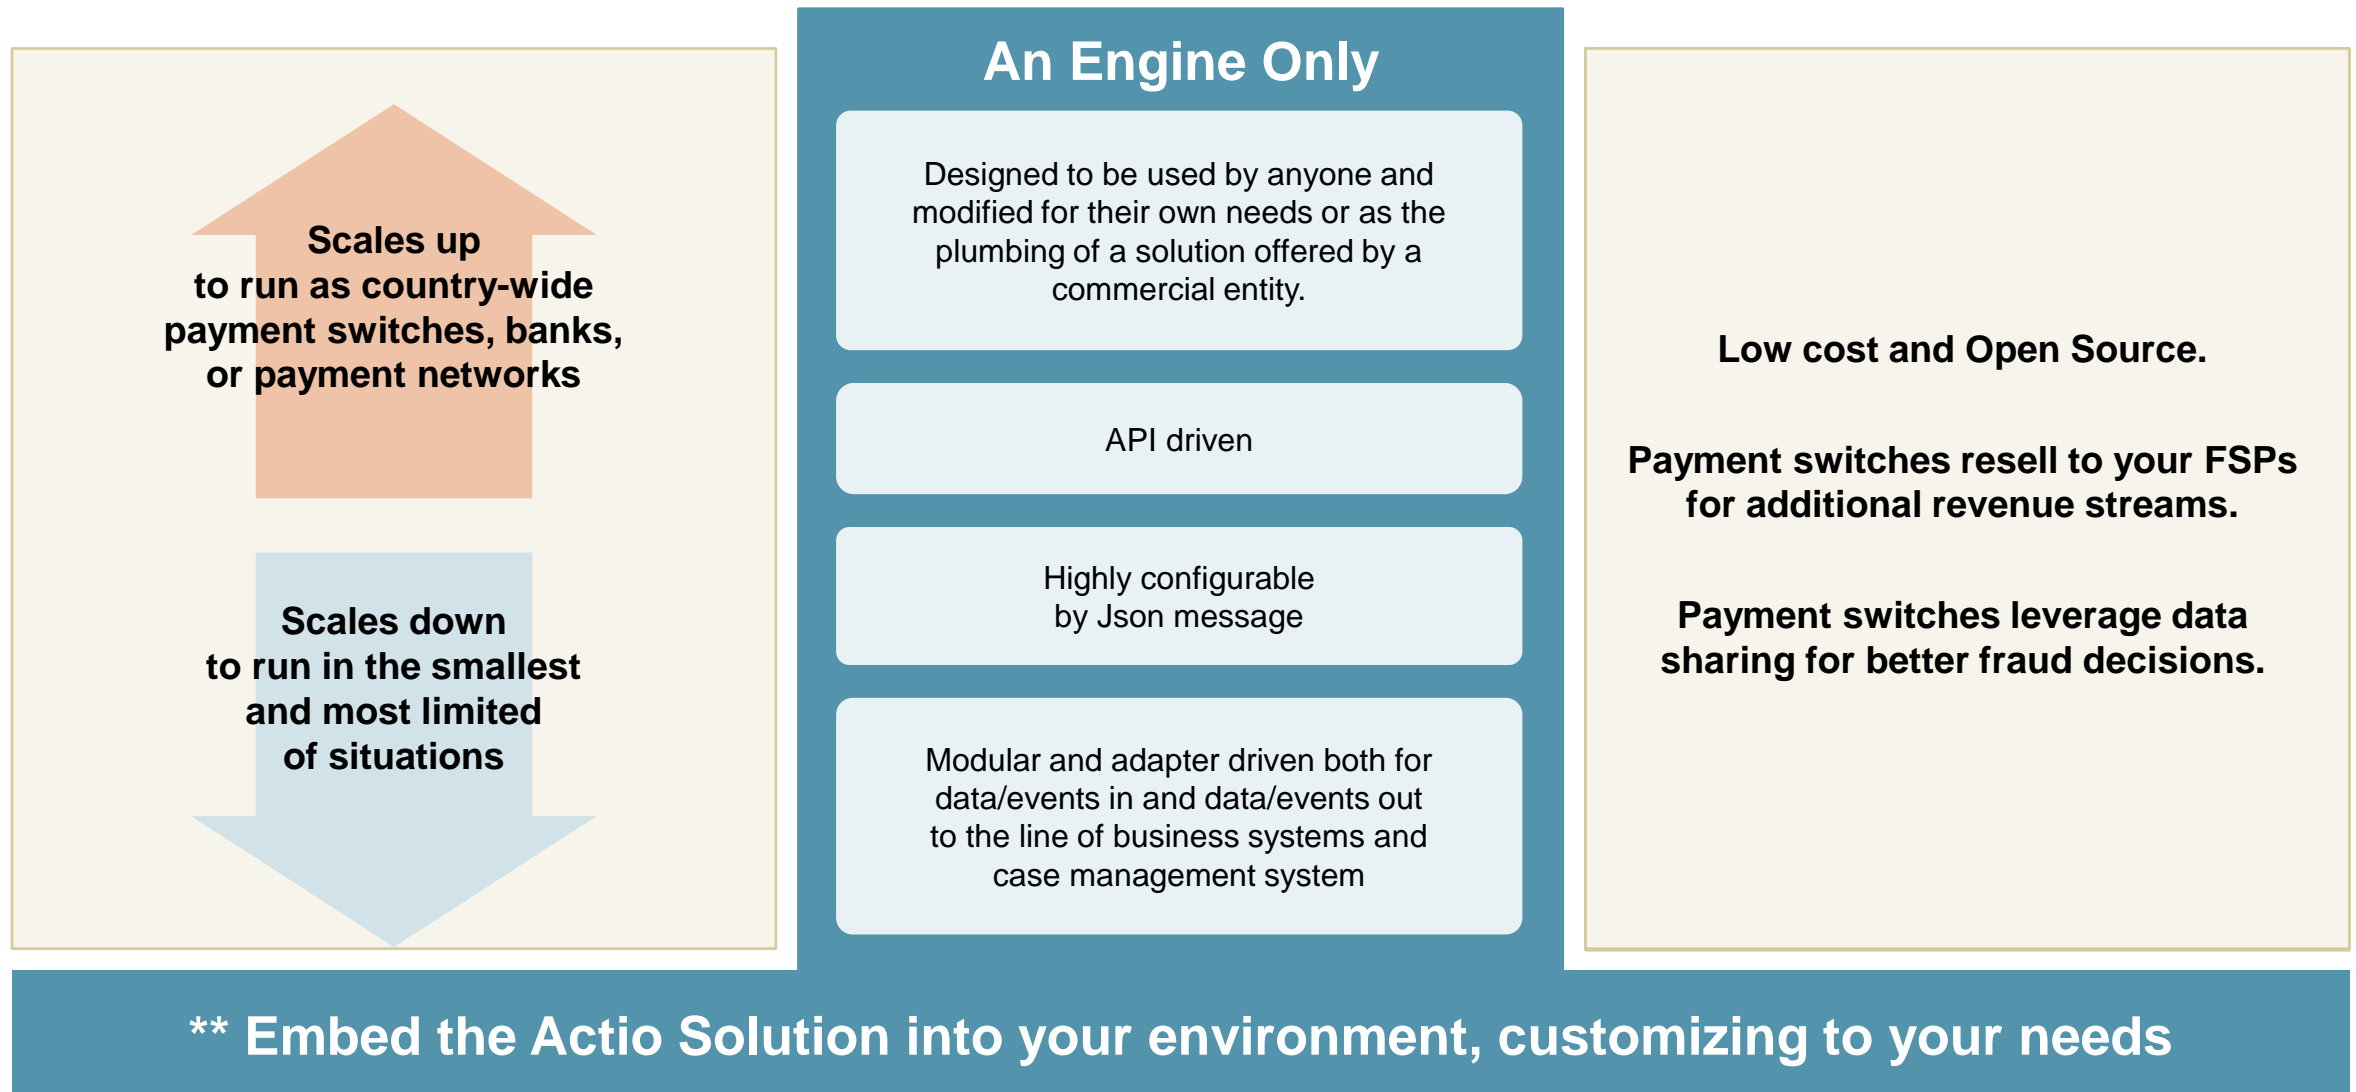 Scales up
to run as country-wide
payment switches, banks,
or payment networks
Scales down
to run in the smallest
and most limited
of situations
An Engine Only
Designed to be used by anyone and
modified for their own needs or as the
plumbing of a solution offered by a
commercial entity.
API driven
Highly configurable
by Json message
Modular and adapter driven both for
data/events in and data/events out
to the line of business systems and
case management system
Low cost and Open Source.
Payment switches resell to your FSPs
for additional revenue streams.
Payment switches leverage data
sharing for better fraud decisions.
** Embed the Actio Solution into your environment, customizing to your needs